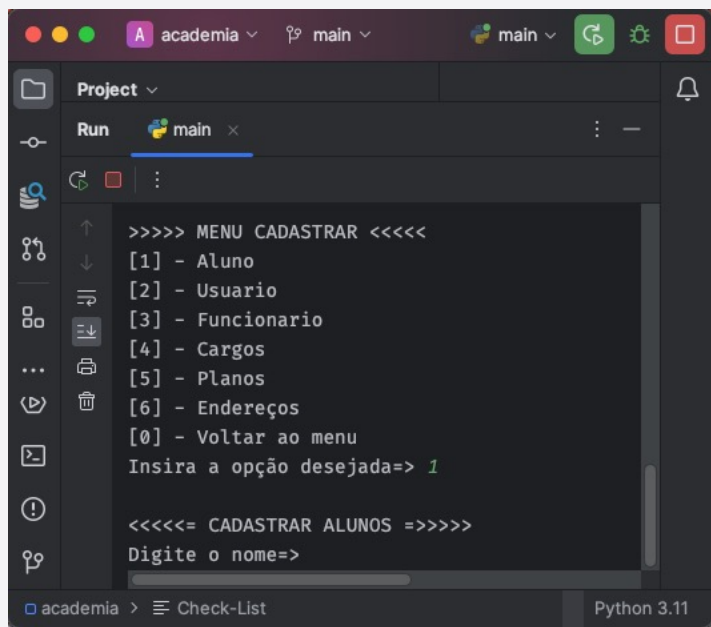 A academia main main
Project
Run main
>>>>> MENU CADASTRAR <<<<<
[1] - Aluno
[2] - Usuario
[3] - Funcionario
[4] - Cargos
[5] - Planos
[6] - Endereços
[0] - Voltar ao menu
Insira a opção desejada=> 1
<<<<<= CADASTRAR ALUNOS =>>>>>
Digite o nome=>
academia > Check-List Python 3.11